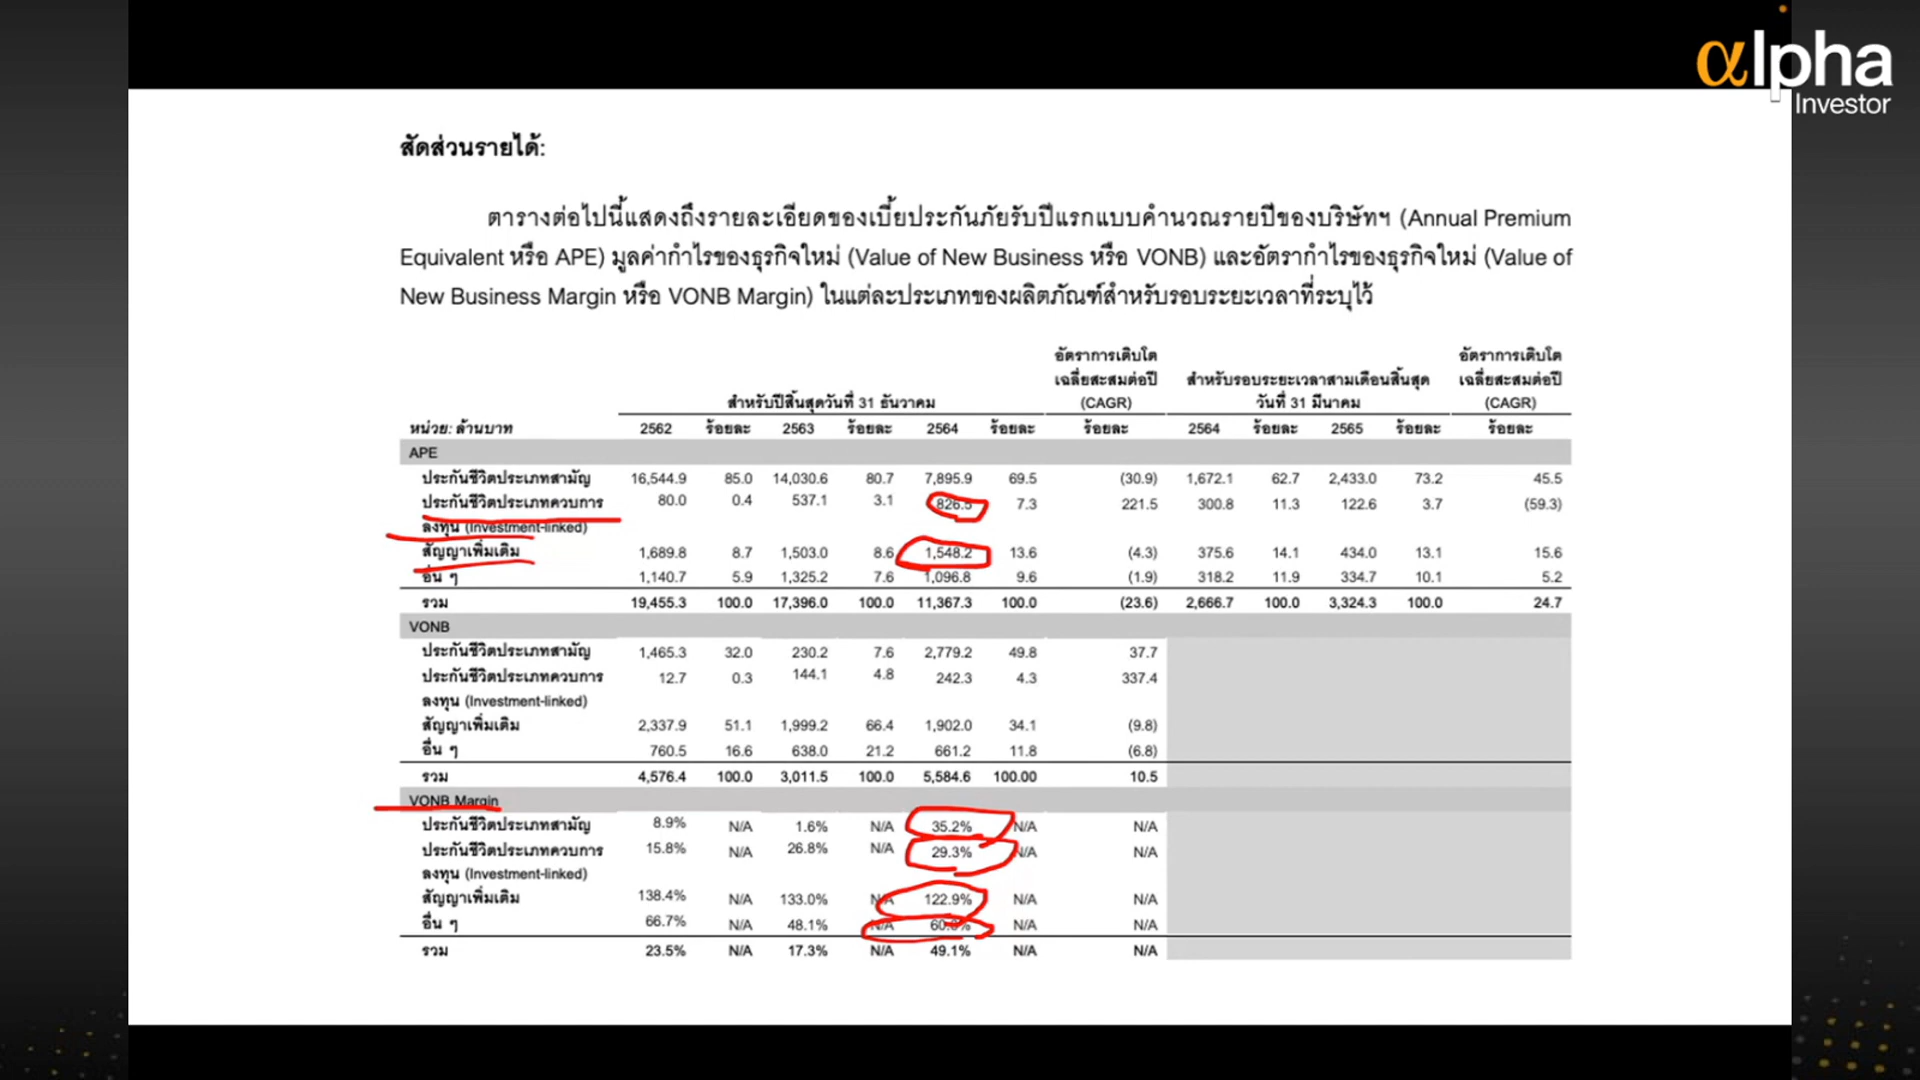 αlpha
Investor
สัดส่วนรายได้:
ตารางต่อไปนี้แสดงถึงรายละเอียดของเบี้ยประกันภัยรับปีแรกแบบคำนวณรายปีของบริษัทฯ (Annual Premium
Equivalent หรือ APE) มูลค่ากำไรของธุรกิจใหม่ (Value of New Business หรือ VONB) และอัตรากำไรของธุรกิจใหม่ (Value of
New Business Margin หรือ VONB Margin) ในแต่ละประเภทของผลิตภัณฑ์สำหรับรอบระยะเวลาที่ระบุไว้
อัตราการเติบโต อัตราการเติบโต
เฉลี่ยสะสมต่อปี สำหรับรอบระยะเวลาสามเดือนสิ้นสุด เฉลี่ยสะสมต่อปี
สำหรับปีสิ้นสุดวันที่ 31 ธันวาคม (CAGR) วันที่ 31 มีนาคม (CAGR)
หน่วย: ล้านบาท 2562 ร้อยละ 2563 ร้อยละ 2564 ร้อยละ ร้อยละ 2564 ร้อยละ 2565 ร้อยละ ร้อยละ
APE
ประกันชีวิตประเภทสามัญ 16,544.9 85.0 14,030.6 80.7 7,895.9 69.5 (30.9) 1,672.1 62.7 2,433.0 73.2 45.5
ประกันชีวิตประเภทควบการ 80.0 0.4 537.1 3.1 826.5 7.3 221.5 300.8 11.3 122.6 3.7 (59.3)
ลงทุน (Investment-linked)
สัญญาเพิ่มเติม 1,689.8 8.7 1,503.0 8.6 1,548.2 13.6 (4.3) 375.6 14.1 434.0 13.1 15.6
อื่น ๆ 1,140.7 5.9 1,325.2 7.6 1,096.8 9.6 (1.9) 318.2 11.9 334.7 10.1 5.2
รวม 19,455.3 100.0 17,396.0 100.0 11,367.3 100.0 (23.6) 2,666.7 100.0 3,324.3 100.0 24.7
VONB
ประกันชีวิตประเภทสามัญ 1,465.3 32.0 230.2 7.6 2,779.2 49.8 37.7
ประกันชีวิตประเภทควบการ 12.7 0.3 144.1 4.8 242.3 4.3 337.4
ลงทุน (Investment-linked)
สัญญาเพิ่มเติม 2,337.9 51.1 1,999.2 66.4 1,902.0 34.1 (9.8)
อื่น ๆ 760.5 16.6 638.0 21.2 661.2 11.8 (6.8)
รวม 4,576.4 100.0 3,011.5 100.0 5,584.6 100.00 10.5
VONB Margin
ประกันชีวิตประเภทสามัญ 8.9% N/A 1.6% N/A 35.2% N/A N/A
ประกันชีวิตประเภทควบการ 15.8% N/A 26.8% N/A 29.3% N/A N/A
ลงทุน (Investment-linked)
สัญญาเพิ่มเติม 138.4% N/A 133.0% N/A 122.9% N/A N/A
อื่น ๆ 66.7% N/A 48.1% N/A N/A N/A
รวม 23.5% N/A 17.3% N/A 49.1% N/A N/A